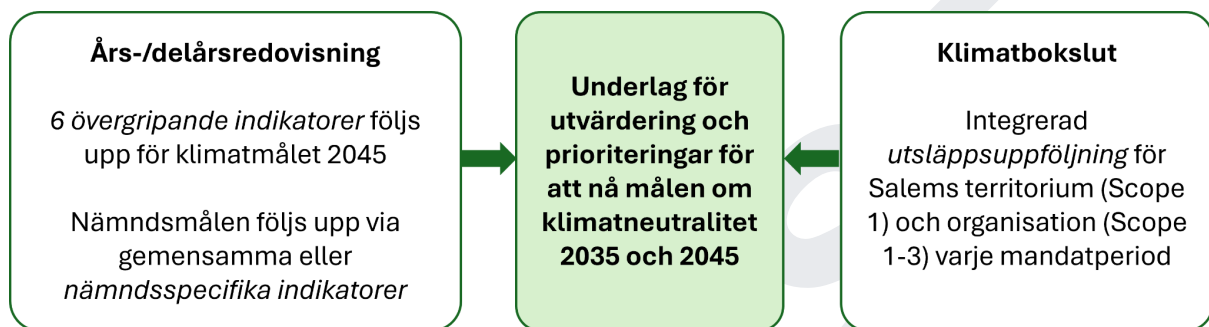 Års-/delårsredovisning
6 övergripande indikatorer följs
upp för klimatmålet 2045
Nämndsmålen följs upp via
gemensamma eller
nämndsspecifika indikatorer
Underlag för
utvärdering och
prioriteringar för
att nå målen om
klimatneutralitet
2035 och 2045
Klimatbokslut
Integrerad
utsläppsuppföljning för
Salems territorium (Scope
1) och organisation (Scope
1-3) varje mandatperiod